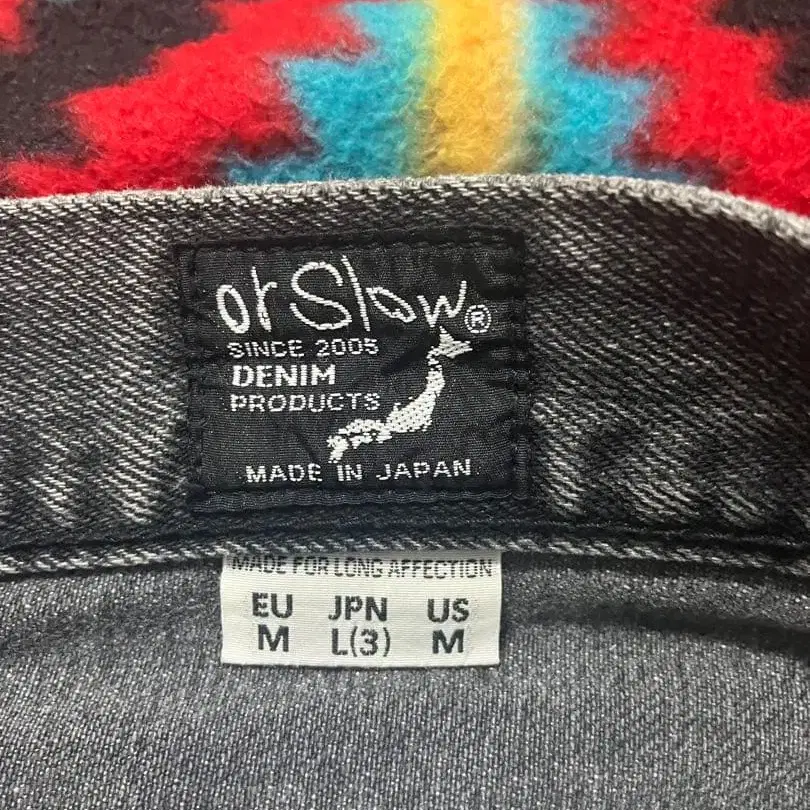 orSlow®
SINCE 2005
DENIM
PRODUCTS
MADE IN JAPAN
MADE FOR LONG AFFECTION
EU JPN US
M L(3) M